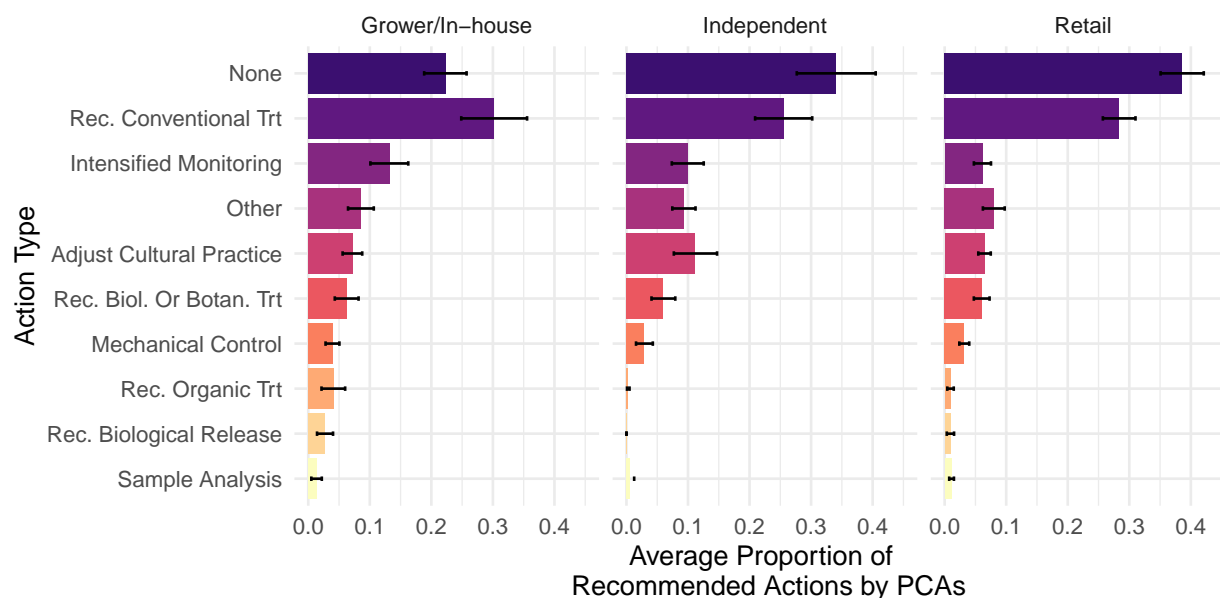 Grower/In−house Independent Retail
None
Rec. Conventional Trt
Intensified Monitoring
Other
Adjust Cultural Practice
Rec. Biol. Or Botan. Trt
Mechanical Control
Rec. Organic Trt
Rec. Biological Release
Sample Analysis
Action Type
0.0 0.1 0.2 0.3 0.4 0.0 0.1 0.2 0.3 0.4 0.0 0.1 0.2 0.3 0.4
Average Proportion of
Recommended Actions by PCAs